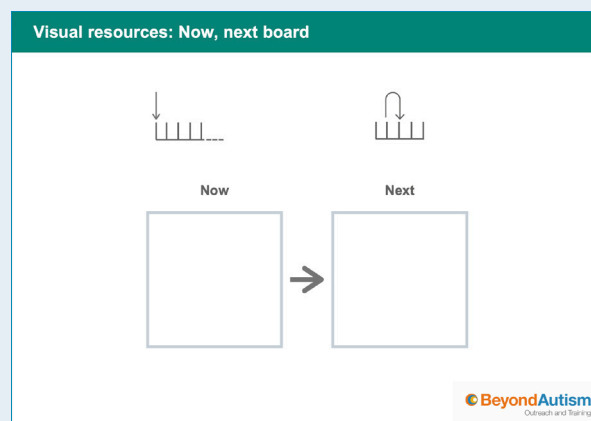 Visual resources: Now, next board
Now
Next
BeyondAutism
Outreach and Training